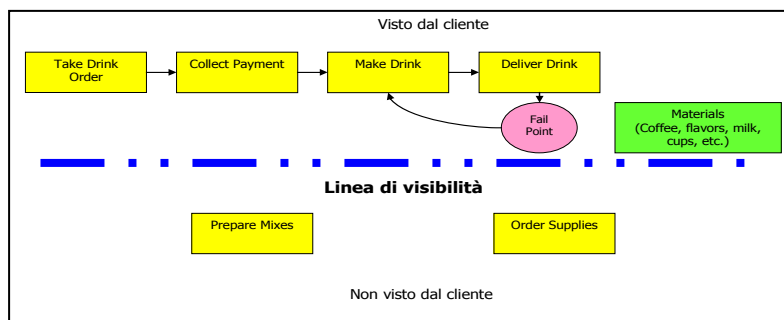 Visto dal cliente
Take Drink
Order
Collect Payment
Make Drink
Deliver Drink
Fail
Point
Materials
(Coffee, flavors, milk,
cups, etc.)
Linea di visibilità
Prepare Mixes
Order Supplies
Non visto dal cliente